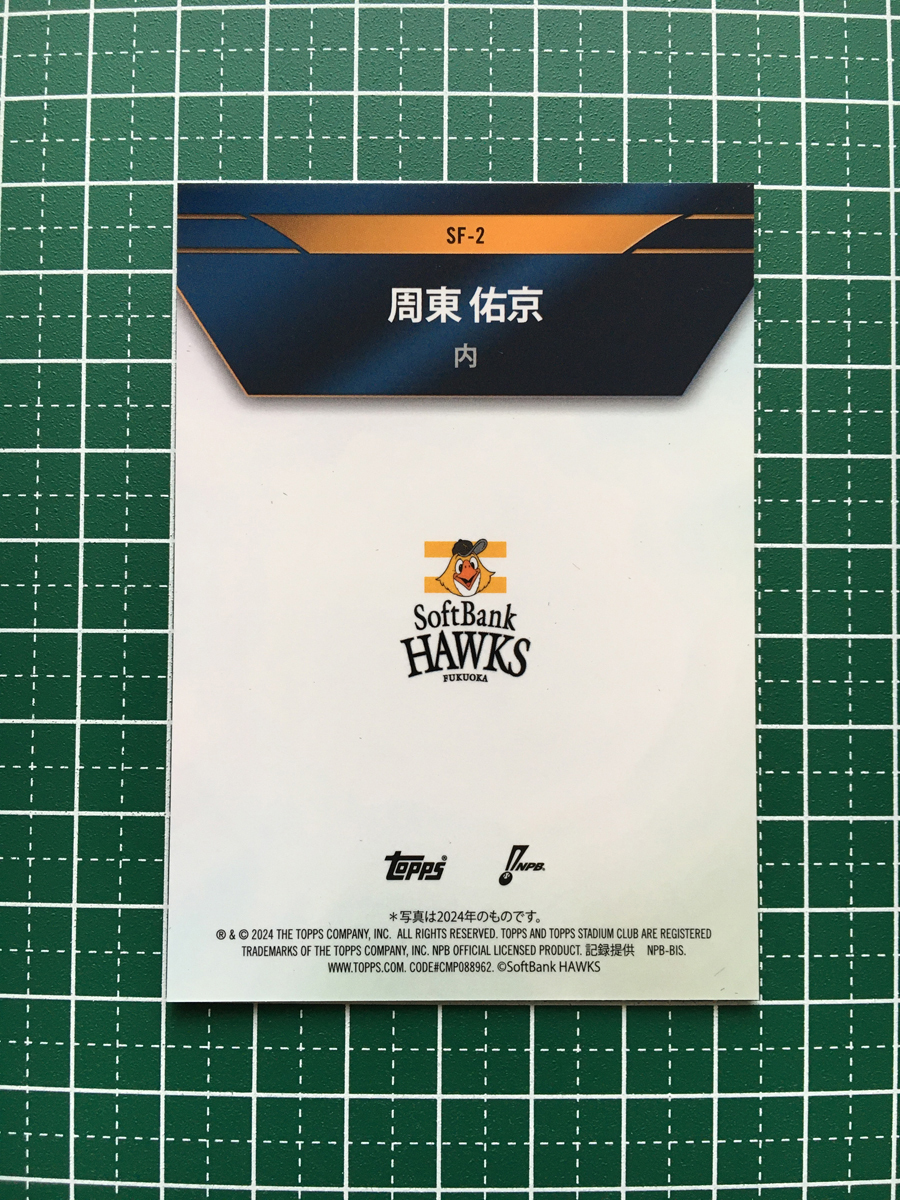 SF-2
周東 佑京
内
SoftBank
HAWKS
FUKUOKA
topps®
NPB.
＊写真は2024年のものです。
® & © 2024 THE TOPPS COMPANY, INC. ALL RIGHTS RESERVED. TOPPS AND TOPPS STADIUM CLUB ARE REGISTERED
TRADEMARKS OF THE TOPPS COMPANY, INC. NPB OFFICIAL LICENSED PRODUCT. 記録提供 NPB-BIS.
WWW.TOPPS.COM. CODE#CMP088962. ©SoftBank HAWKS